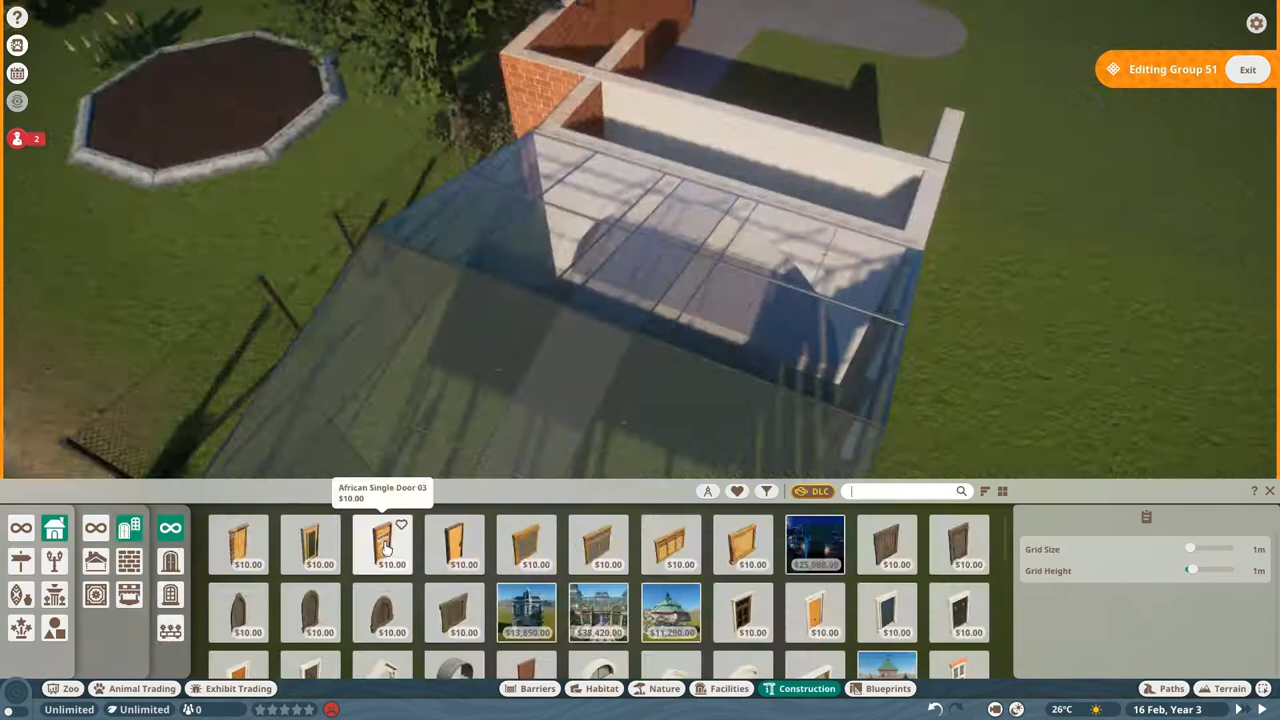 ?
Editing Group 51
Exit
2
African Single Door 03
$10.00
DLC
?
$10.00 $10.00 $10.00 $10.00 $10.00 $10.00 $10.00 $10.00 $25,000.00 $10.00 $10.00
Grid Size 1m
Grid Height 1m
$10.00 $10.00 $10.00 $10.00 $13,850.00 $38,420.00 $11,290.00 $10.00 $10.00 $10.00 $10.00
Zoo Animal Trading Exhibit Trading Barriers Habitat Nature Facilities Construction Blueprints Paths Terrain
Unlimited Unlimited 0 26°C 16 Feb, Year 3